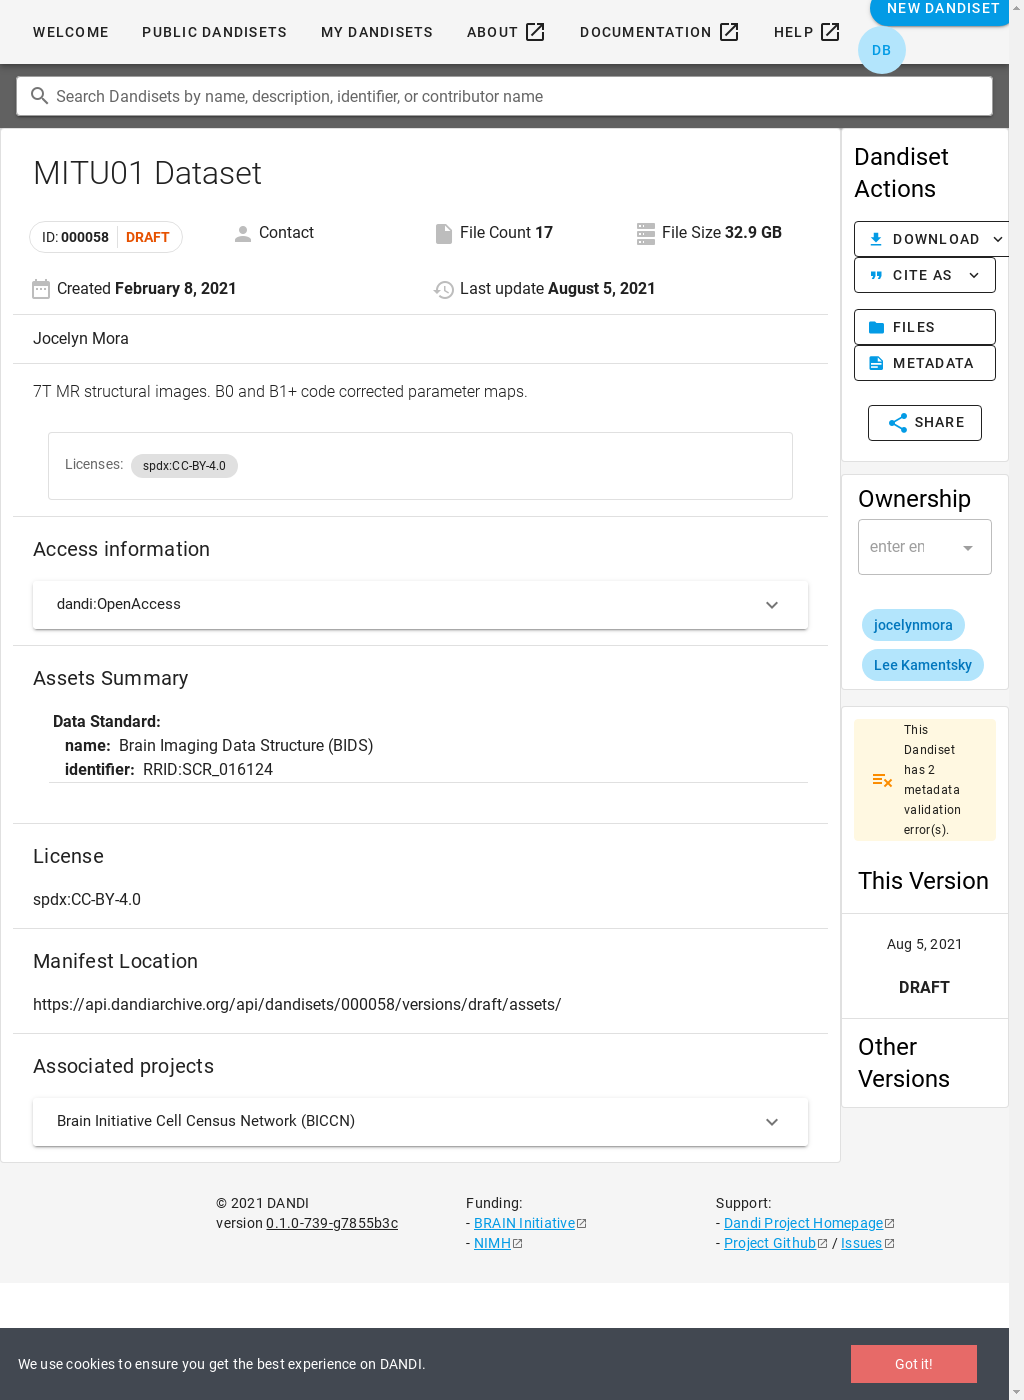 WELCOME
PUBLIC DANDISETS
MY DANDISETS
ABOUT
DOCUMENTATION
HELP
NEW DANDISET
DB
Search Dandisets by name, description, identifier, or contributor name
MITU01 Dataset
ID: 000058 DRAFT
Contact
File Count 17
File Size 32.9 GB
Created February 8, 2021
Last update August 5, 2021
Jocelyn Mora
7T MR structural images. B0 and B1+ code corrected parameter maps.
Licenses: spdx:CC-BY-4.0
Access information
dandi:OpenAccess
Assets Summary
Data Standard:
name: Brain Imaging Data Structure (BIDS)
identifier: RRID:SCR_016124
License
spdx:CC-BY-4.0
Manifest Location
https://api.dandiarchive.org/api/dandisets/000058/versions/draft/assets/
Associated projects
Brain Initiative Cell Census Network (BICCN)
Dandiset
Actions
DOWNLOAD
CITE AS
FILES
METADATA
SHARE
Ownership
enter en
jocelynmora
Lee Kamentsky
This
Dandiset
has 2
metadata
validation
error(s).
This Version
Aug 5, 2021
DRAFT
Other
Versions
© 2021 DANDI
version 0.1.0-739-g7855b3c
Funding:
- BRAIN Initiative
- NIMH
Support:
- Dandi Project Homepage
- Project Github / Issues
We use cookies to ensure you get the best experience on DANDI.
Got it!